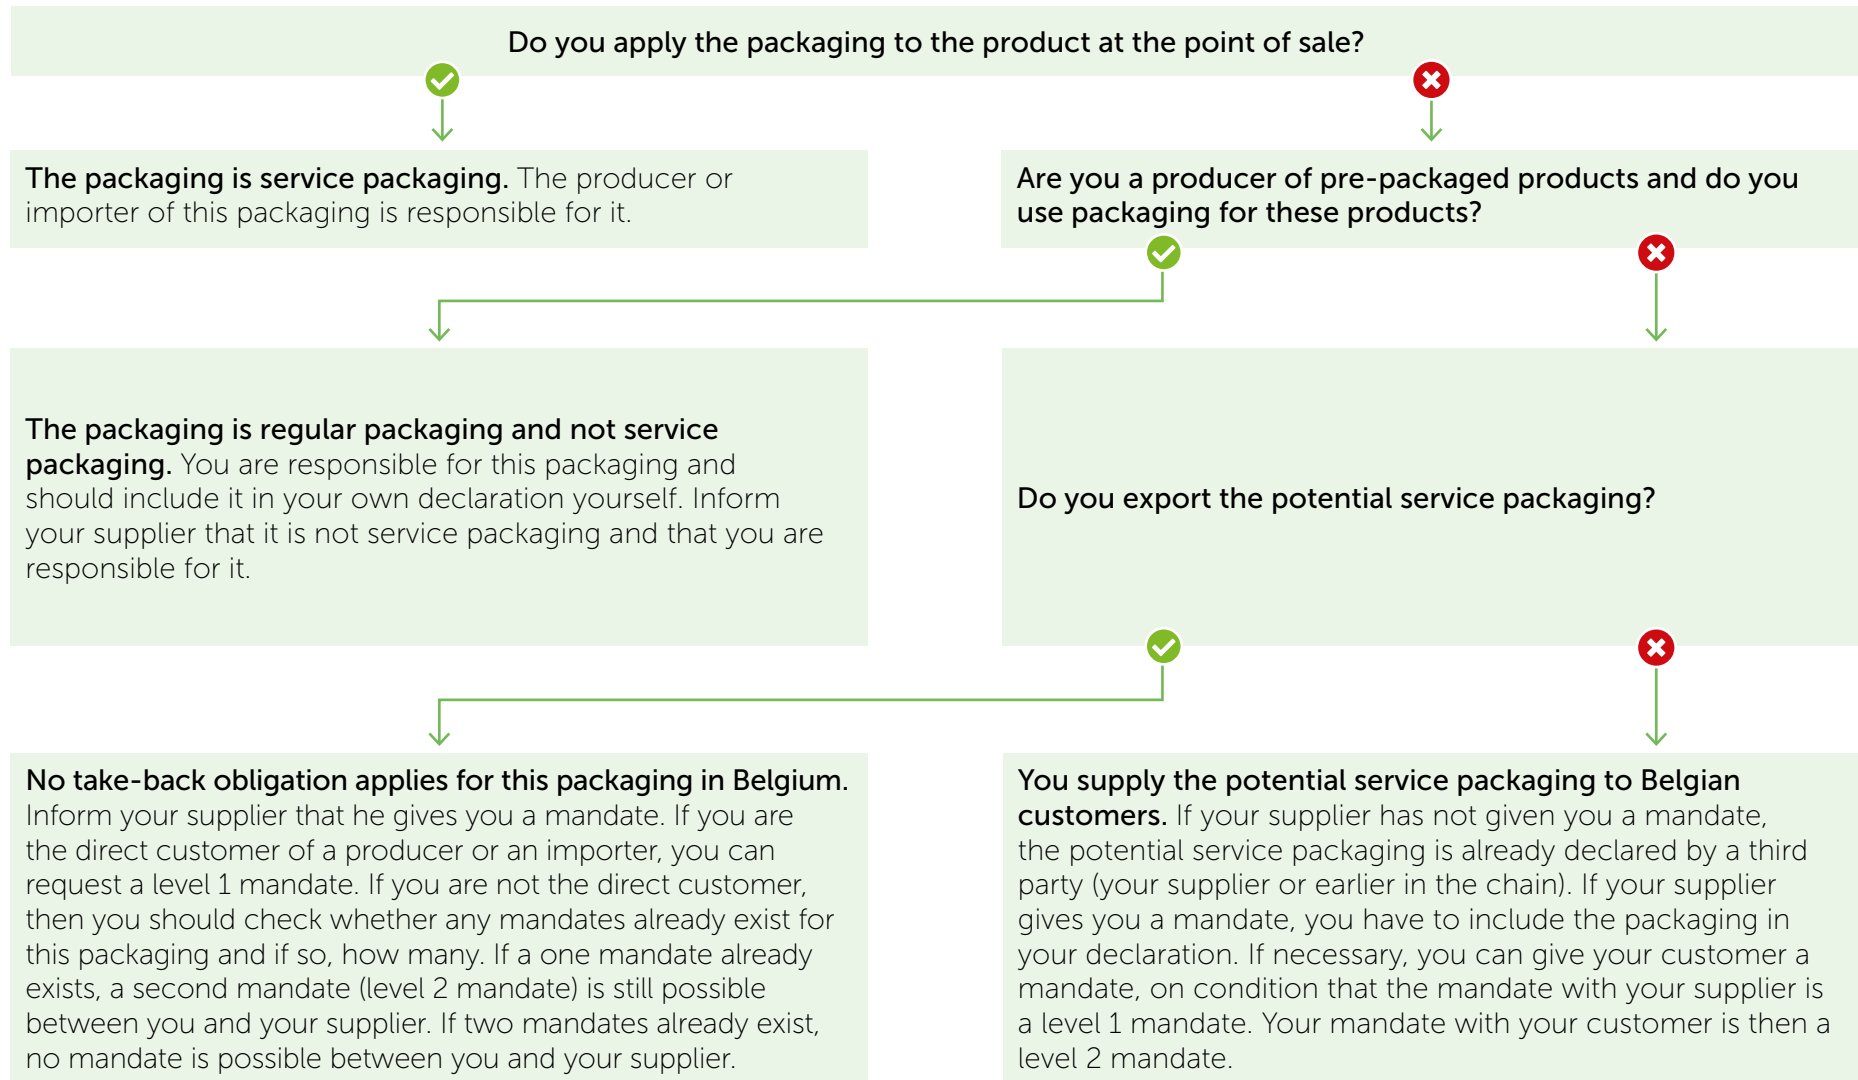 Do you apply the packaging to the product at the point of sale?
The packaging is service packaging. The producer or
importer of this packaging is responsible for it.
Are you a producer of pre-packaged products and do you
use packaging for these products?
The packaging is regular packaging and not service
packaging. You are responsible for this packaging and
should include it in your own declaration yourself. Inform
your supplier that it is not service packaging and that you are
responsible for it.
Do you export the potential service packaging?
No take-back obligation applies for this packaging in Belgium.
Inform your supplier that he gives you a mandate. If you are
the direct customer of a producer or an importer, you can
request a level 1 mandate. If you are not the direct customer,
then you should check whether any mandates already exist for
this packaging and if so, how many. If a one mandate already
exists, a second mandate (level 2 mandate) is still possible
between you and your supplier. If two mandates already exist,
no mandate is possible between you and your supplier.
You supply the potential service packaging to Belgian
customers. If your supplier has not given you a mandate,
the potential service packaging is already declared by a third
party (your supplier or earlier in the chain). If your supplier
gives you a mandate, you have to include the packaging in
your declaration. If necessary, you can give your customer a
mandate, on condition that the mandate with your supplier is
a level 1 mandate. Your mandate with your customer is then a
level 2 mandate.